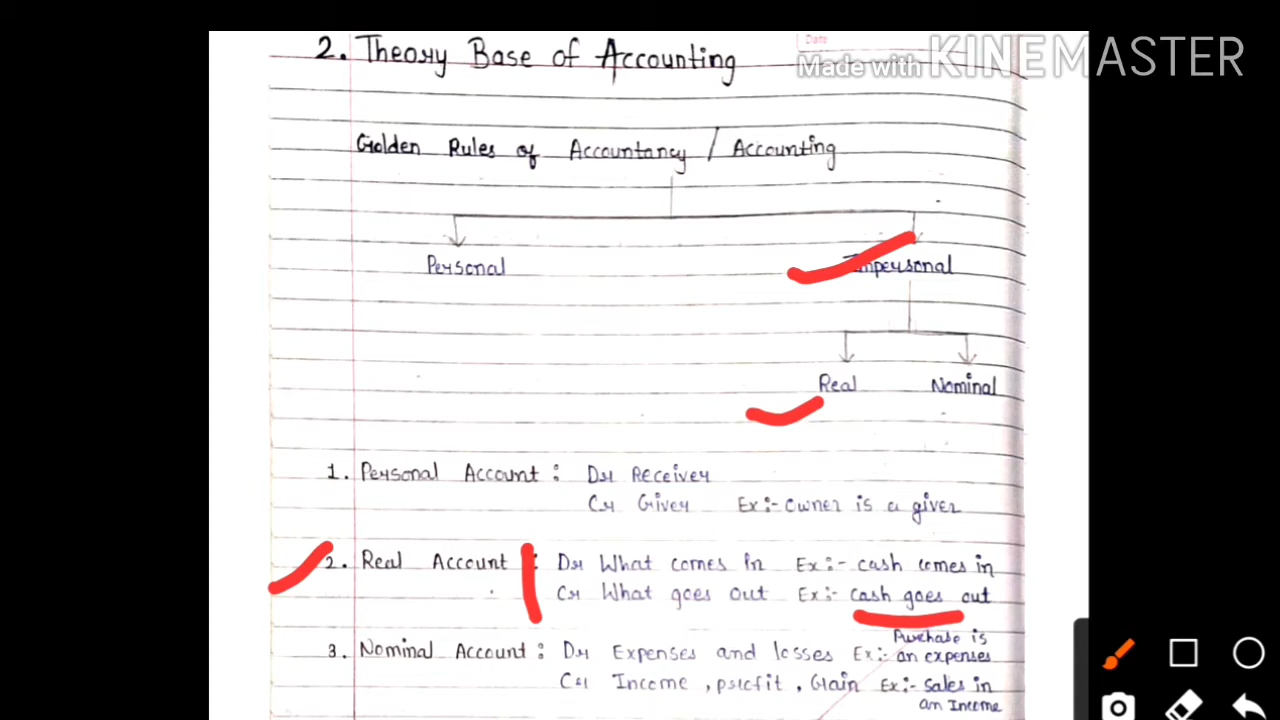 Date
Made with KINEMASTER
2. Theory Base of Accounting
Golden Rules of Accountancy / Accounting
Personal Impersonal
Real Nominal
1. Personal Account : Dr Receiver
Cr Giver Ex:- owner is a giver
2. Real Account : Dr What comes in Ex:- cash comes in
Cr What goes out Ex:- cash goes out
3. Nominal Account : Dr Expenses and losses Ex:- Purchase is an expenses
Cr Income, profit, Gain Ex:- Sales in
an Income